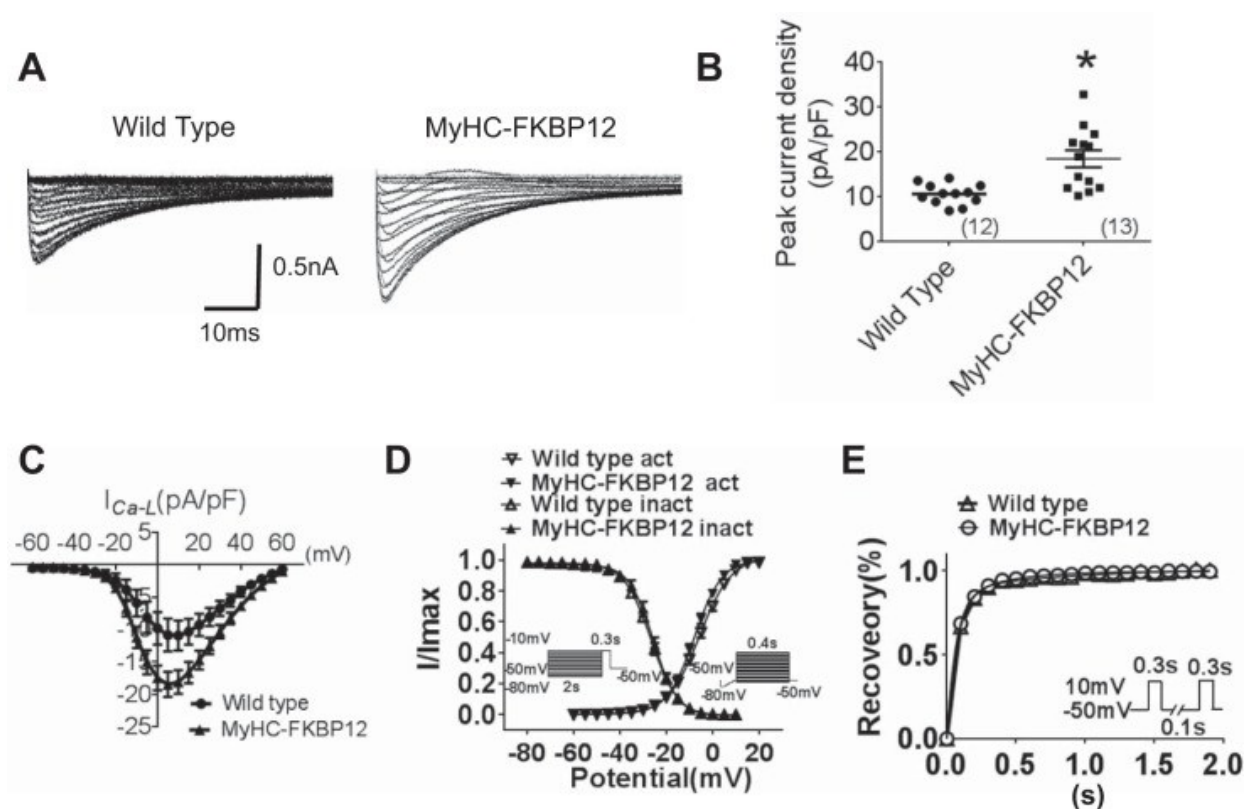 A
Wild Type
MyHC-FKBP12
0.5nA
10ms
B
Peak current density
(pA/pF)
40
30
20
10
0
*
(12)
(13)
Wild Type
MyHC-FKBP12
C
I Ca-L(pA/pF)
5
-60 -40 -20 20 40 60 (mV)
-5
-20
-25
Wild type
MyHC-FKBP12
D
Wild type act
MyHC-FKBP12 act
Wild type inact
MyHC-FKBP12 inact
I/Imax
1.0
0.8
0.6
0.4
0.2
0.0
-10mV
-50mV
-80mV
0.3s
2s
-50mV
0.4s
-50mV
-80mV
-50mV
-80 -60 -40 -20 0 20
Potential(mV)
E
Wild type
MyHC-FKBP12
Recoveory(%)
1.0
0.5
0.0
0.3s 0.3s
10mV
-50mV
0.1s
0.0 0.5 1.0 1.5 2.0
(s)